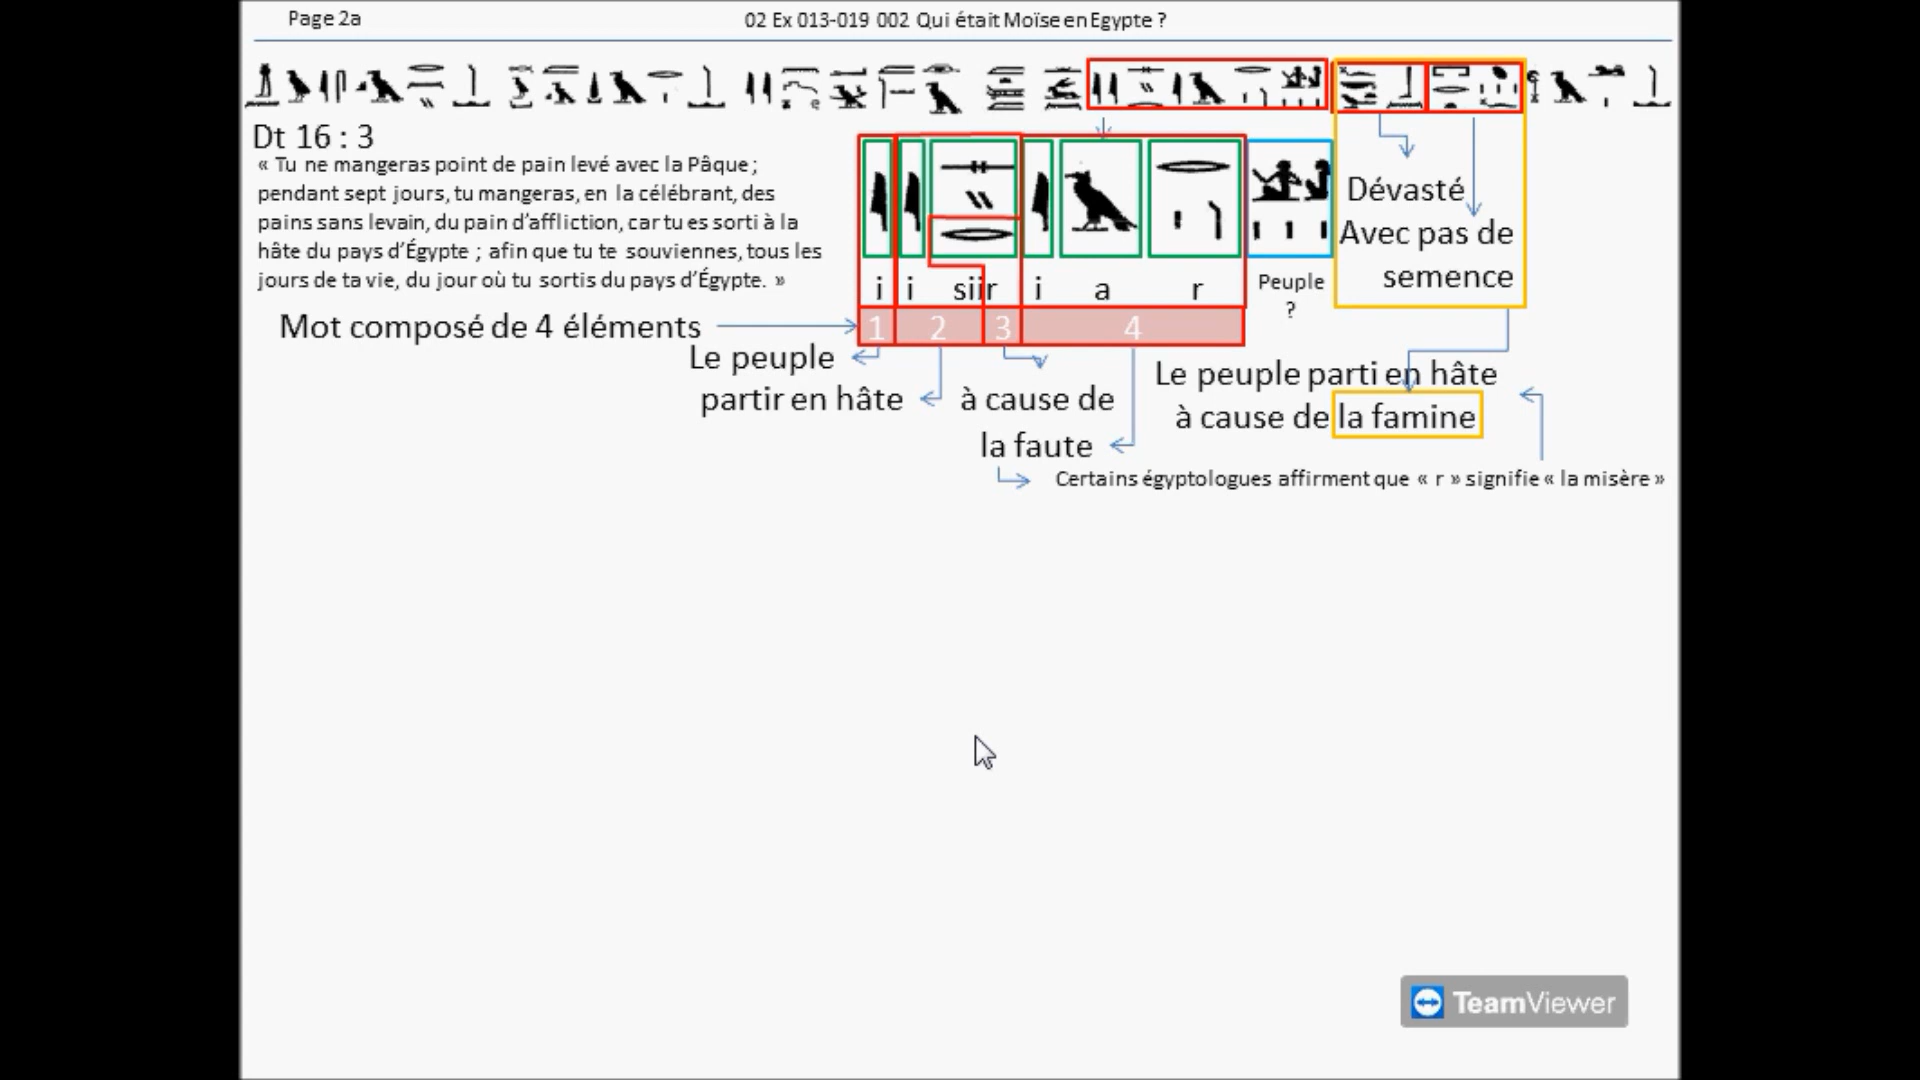 Page 2a
02 Ex 013-019 002 Qui était Moïse en Egypte ?
Dt 16 : 3
« Tu ne mangeras point de pain levé avec la Pâque ;
pendant sept jours, tu mangeras, en la célébrant, des
pains sans levain, du pain d’affliction, car tu es sorti à la
hâte du pays d’Égypte ; afin que tu te souviennes, tous les
jours de ta vie, du jour où tu sortis du pays d’Égypte. »
i i siir i a r
Peuple
?
Dévasté
Avec pas de
semence
Mot composé de 4 éléments
1 2 3 4
Le peuple
partir en hâte
à cause de
la faute
Le peuple parti en hâte
à cause de la famine
Certains égyptologues affirment que « r » signifie « la misère »
TeamViewer